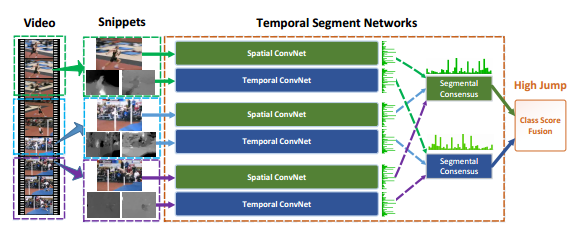 Video
Snippets
Temporal Segment Networks
Spatial ConvNet
Temporal ConvNet
Spatial ConvNet
Temporal ConvNet
Spatial ConvNet
Temporal ConvNet
Segmental
Consensus
Segmental
Consensus
High Jump
Class Score
Fusion